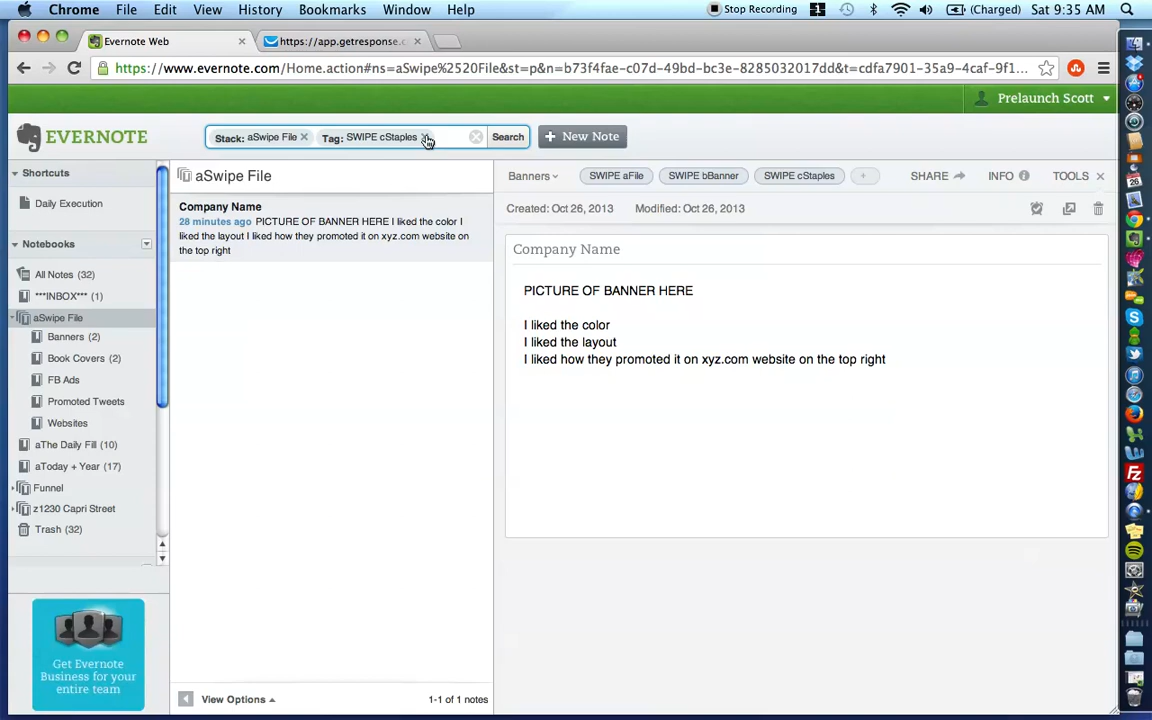 Chrome File Edit View History Bookmarks Window Help Stop Recording 1 (Charged) Sat 9:35 AM
Evernote Web https://app.getresponse.c
https://www.evernote.com/Home.action#ns=aSwipe%2520File&st=p&n=b73f4fae-c07d-49bd-bc3e-8285032017dd&t=cdfa7901-35a9-4caf-9f1...
Prelaunch Scott
EVERNOTE Stack: aSwipe File Tag: SWIPE cStaples Search + New Note
Shortcuts
Daily Execution
Notebooks
All Notes (32)
***INBOX*** (1)
aSwipe File
Banners (2)
Book Covers (2)
FB Ads
Promoted Tweets
Websites
aThe Daily Fill (10)
aToday + Year (17)
Funnel
z1230 Capri Street
Trash (32)
Get Evernote
Business for your
entire team
aSwipe File
Company Name
28 minutes ago PICTURE OF BANNER HERE I liked the color I
liked the layout I liked how they promoted it on xyz.com website on
the top right
View Options 1-1 of 1 notes
Banners SWIPE aFile SWIPE bBanner SWIPE cStaples + SHARE INFO TOOLS
Created: Oct 26, 2013 Modified: Oct 26, 2013
Company Name
PICTURE OF BANNER HERE
I liked the color
I liked the layout
I liked how they promoted it on xyz.com website on the top right
26